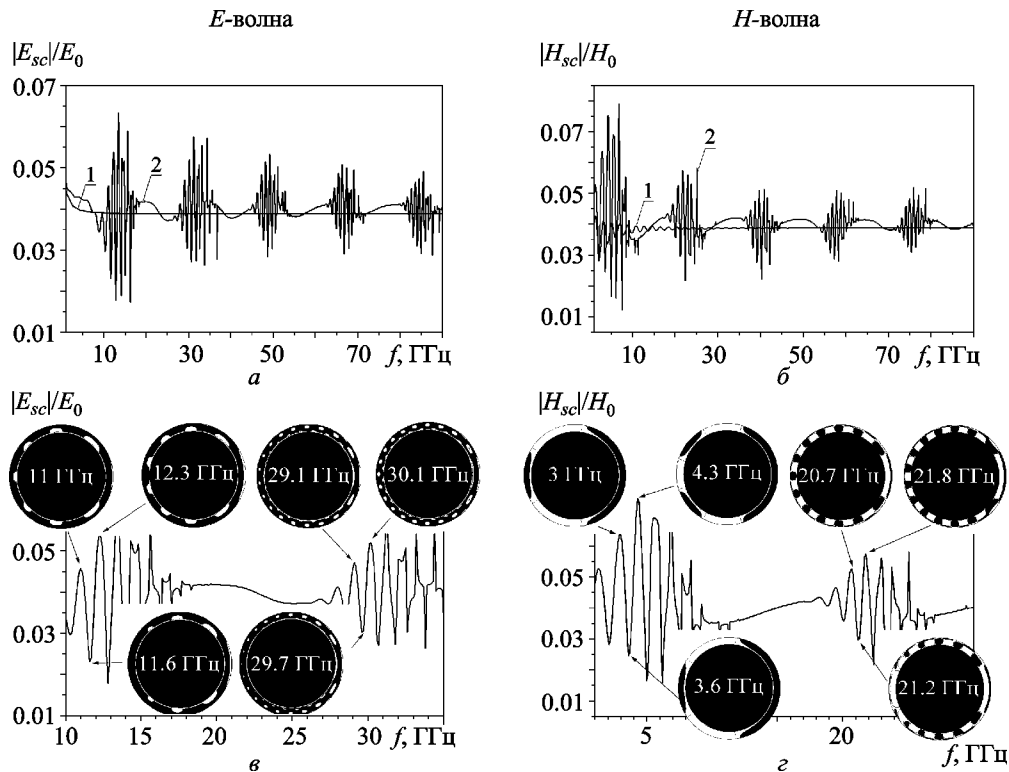 E-волна
H-волна
|E_sc|/E_0
|H_sc|/H_0
0.07
0.05
0.03
0.01
1
2
10
30
50
70
f, ГГц
а
0.07
0.05
0.03
0.01
2
1
10
30
50
70
f, ГГц
б
|E_sc|/E_0
|H_sc|/H_0
11 ГГц
12.3 ГГц
29.1 ГГц
30.1 ГГц
0.05
0.03
0.01
11.6 ГГц
29.7 ГГц
10
15
20
25
30
f, ГГц
в
3 ГГц
4.3 ГГц
20.7 ГГц
21.8 ГГц
0.05
0.03
0.01
3.6 ГГц
21.2 ГГц
5
20
f, ГГц
г